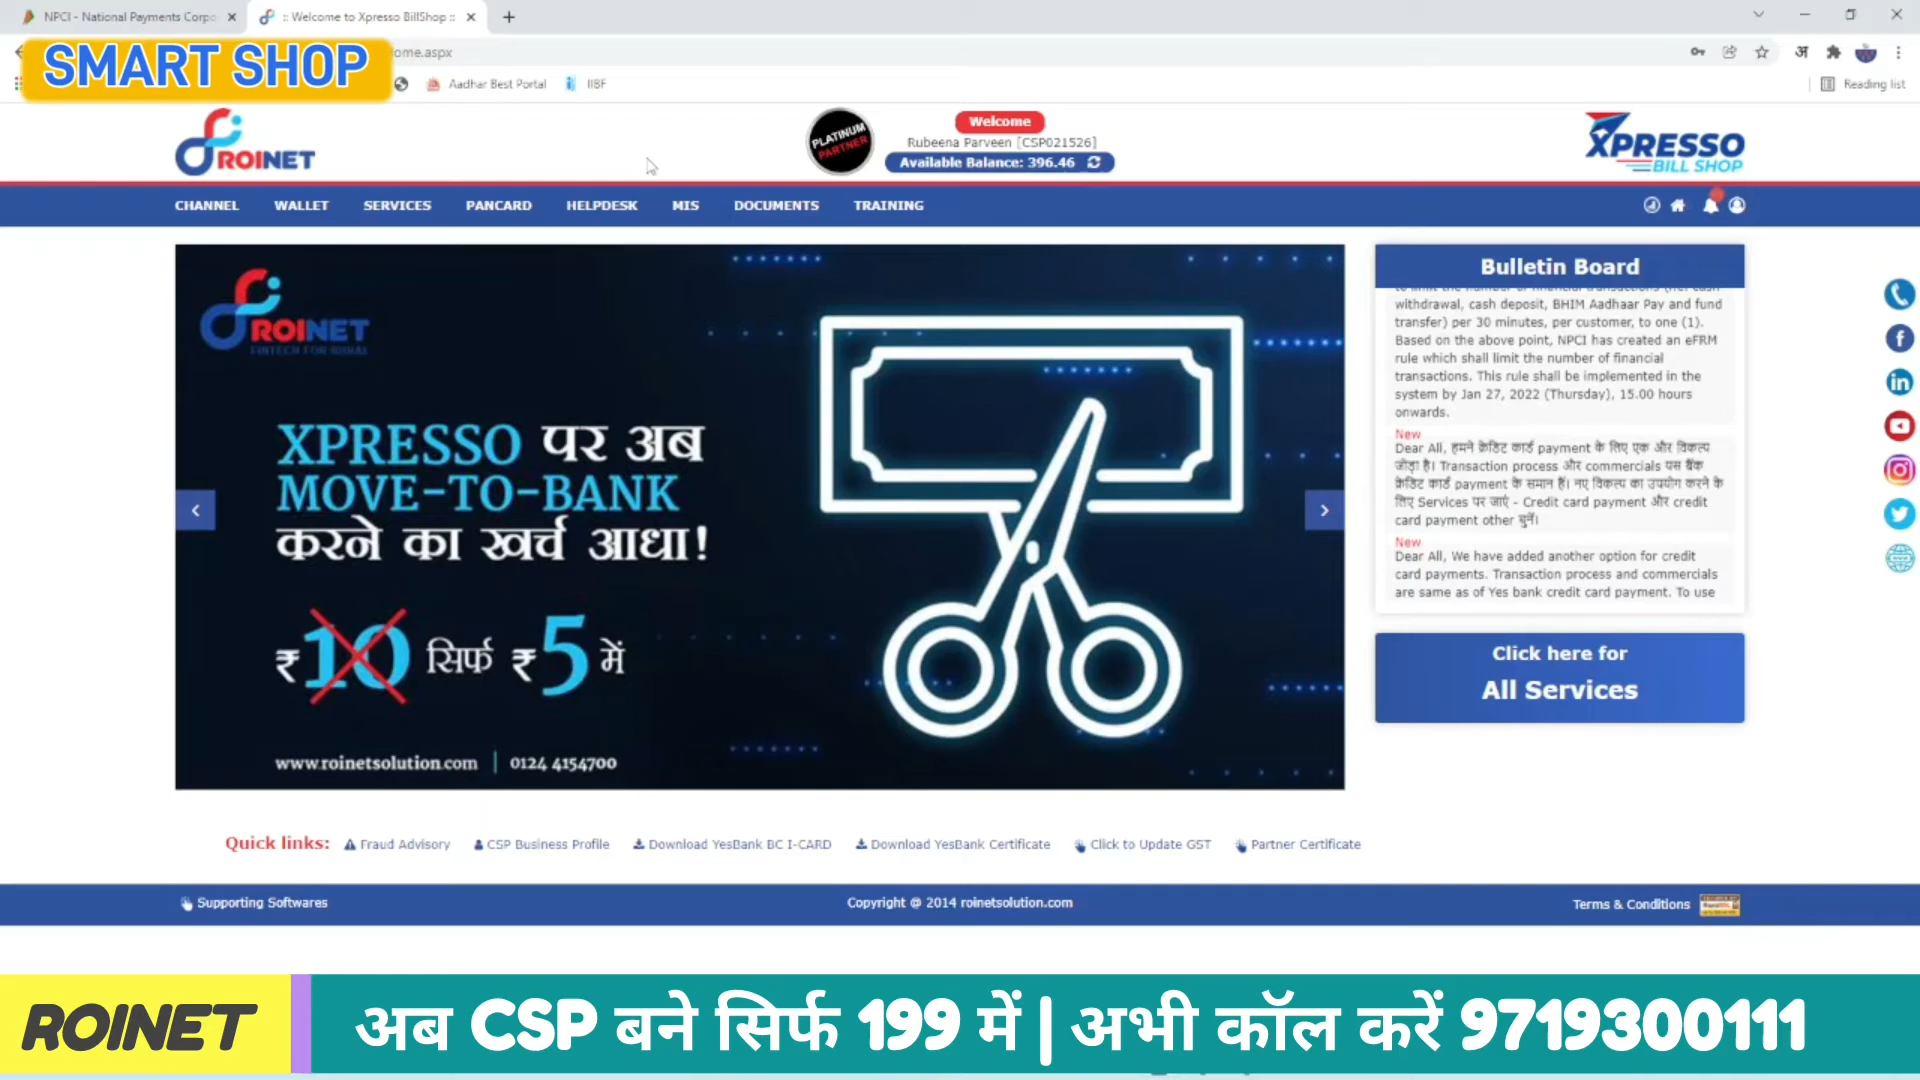 NPCI - National Payments Corpo
:: Welcome to Xpresso BillShop ::
SMART SHOP
ome.aspx
Aadhar Best Portal
IIBF
Reading list
ROINET
PLATINUM
PARTNER
Welcome
Rubeena Parveen [CSP021526]
Available Balance: 396.46
XPRESSO
BILL SHOP
CHANNEL
WALLET
SERVICES
PANCARD
HELPDESK
MIS
DOCUMENTS
TRAINING
ROINET
FINTECH FOR BHARAT
XPRESSO पर अब
MOVE-TO-BANK
करने का खर्च आधा!
₹10 सिर्फ ₹5 में
www.roinetsolution.com | 0124 4154700
Bulletin Board
withdrawal, cash deposit, BHIM Aadhaar Pay and fund
transfer) per 30 minutes, per customer, to one (1).
Based on the above point, NPCI has created an eFRM
rule which shall limit the number of financial
transactions. This rule shall be implemented in the
system by Jan 27, 2022 (Thursday), 15.00 hours
onwards.
New
Dear All, हमने क्रेडिट कार्ड payment के लिए एक और विकल्प
जोड़ा है। Transaction process और commercials यस बैंक
क्रेडिट कार्ड payment के समान हैं। नए विकल्प का उपयोग करने के
लिए Services पर जाएं - Credit card payment और credit
card payment other चुनें।
New
Dear All, We have added another option for credit
card payments. Transaction process and commercials
are same as of Yes bank credit card payment. To use
Click here for
All Services
Quick links:
Fraud Advisory
CSP Business Profile
Download YesBank BC I-CARD
Download YesBank Certificate
Click to Update GST
Partner Certificate
Supporting Softwares
Copyright @ 2014 roinetsolution.com
Terms & Conditions
ROINET
अब CSP बने सिर्फ 199 में | अभी कॉल करें 9719300111